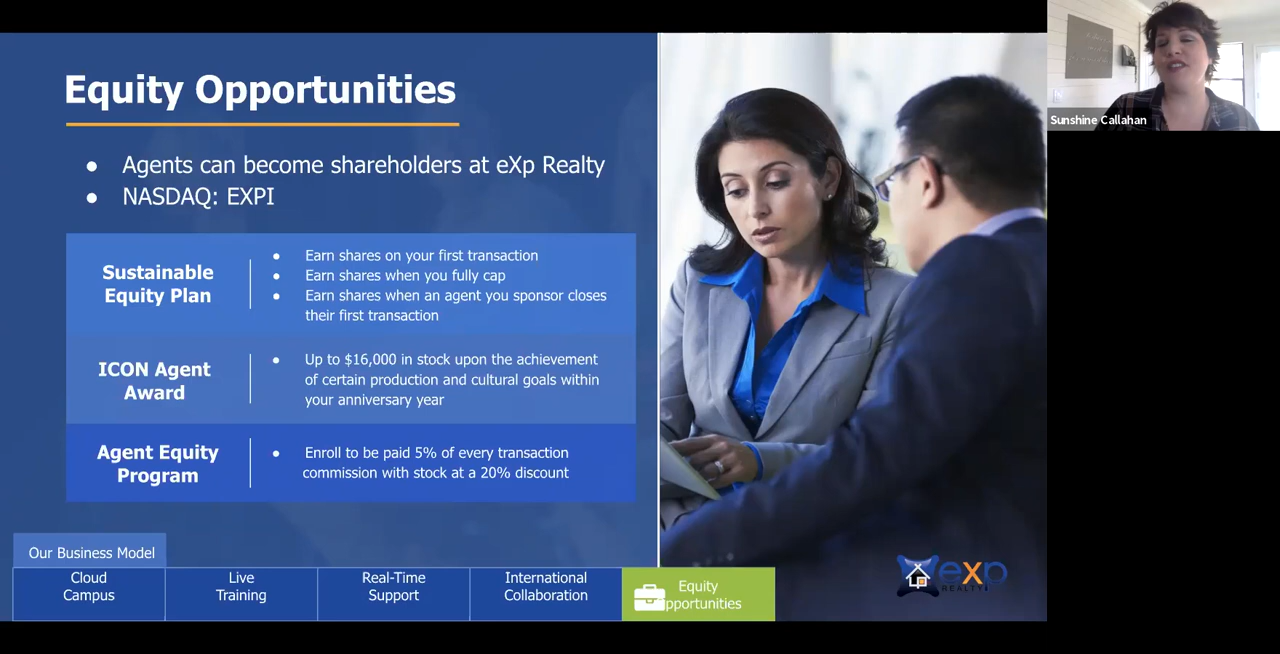 Equity Opportunities
● Agents can become shareholders at eXp Realty
● NASDAQ: EXPI
Sustainable
Equity Plan
● Earn shares on your first transaction
● Earn shares when you fully cap
● Earn shares when an agent you sponsor closes
their first transaction
ICON Agent
Award
● Up to $16,000 in stock upon the achievement
of certain production and cultural goals within
your anniversary year
Agent Equity
Program
● Enroll to be paid 5% of every transaction
commission with stock at a 20% discount
Our Business Model
Cloud
Campus
Live
Training
Real-Time
Support
International
Collaboration
Equity
pportunities
eXp
REALTY
Sunshine Callahan